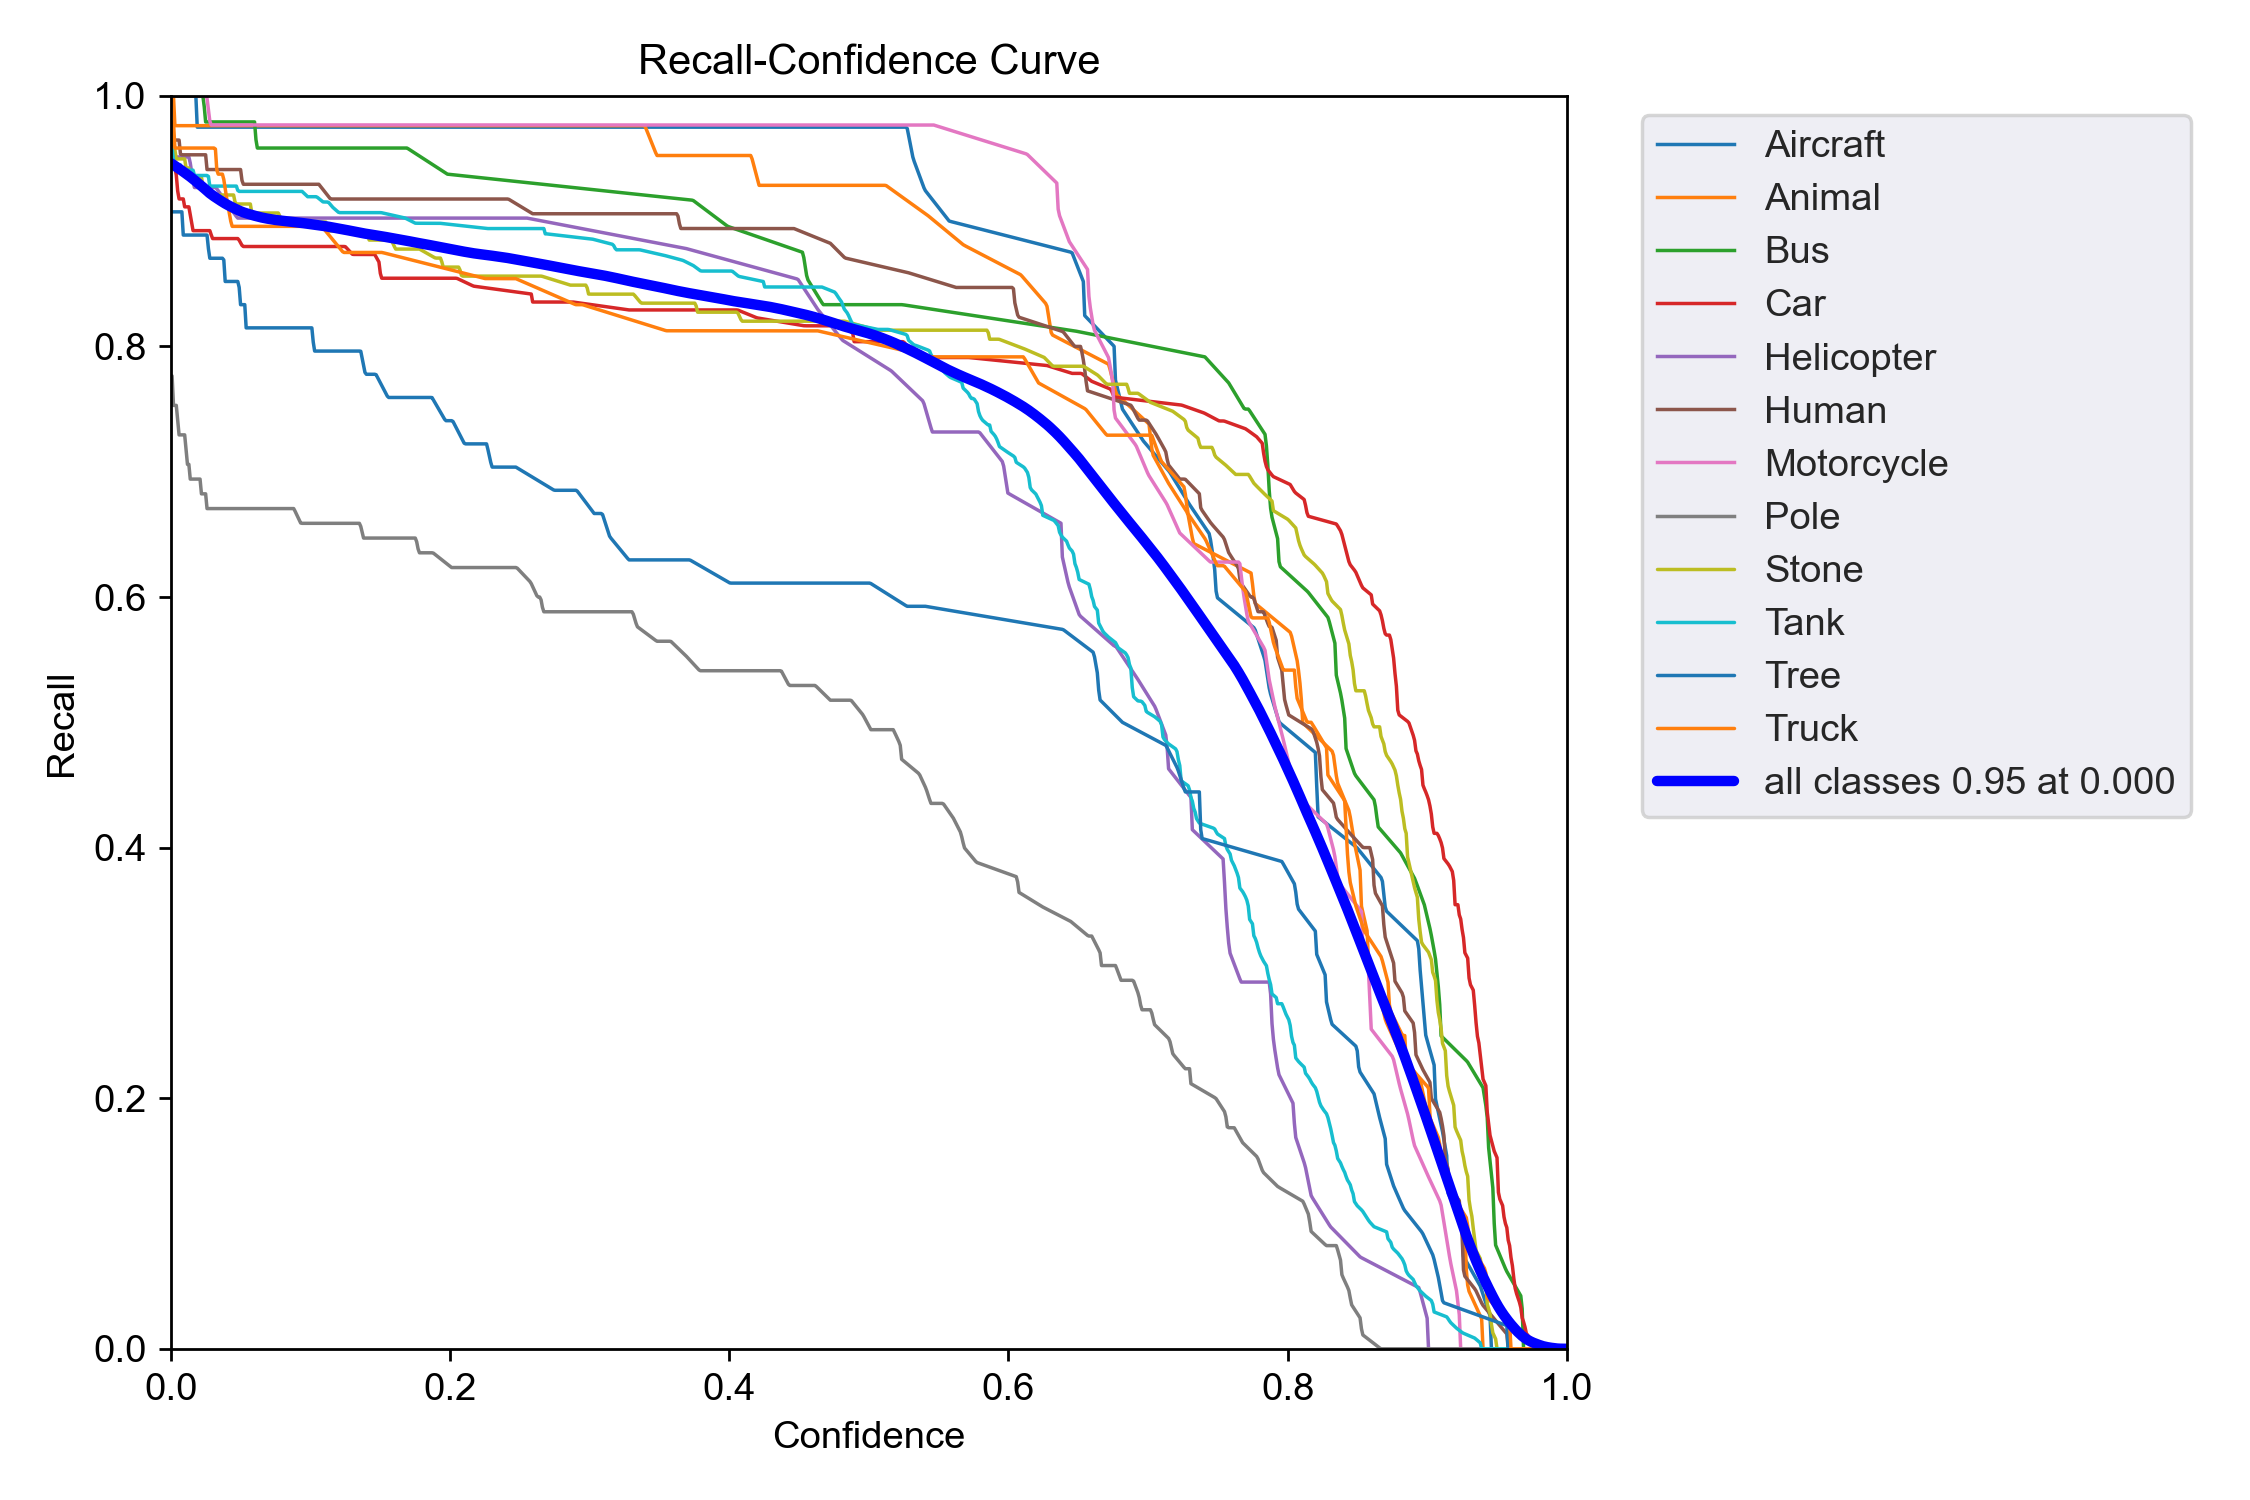 Recall-Confidence Curve
1.0
0.8
0.6
0.4
0.2
0.0
Recall
0.0 0.2 0.4 0.6 0.8 1.0
Confidence
Aircraft
Animal
Bus
Car
Helicopter
Human
Motorcycle
Pole
Stone
Tank
Tree
Truck
all classes 0.95 at 0.000